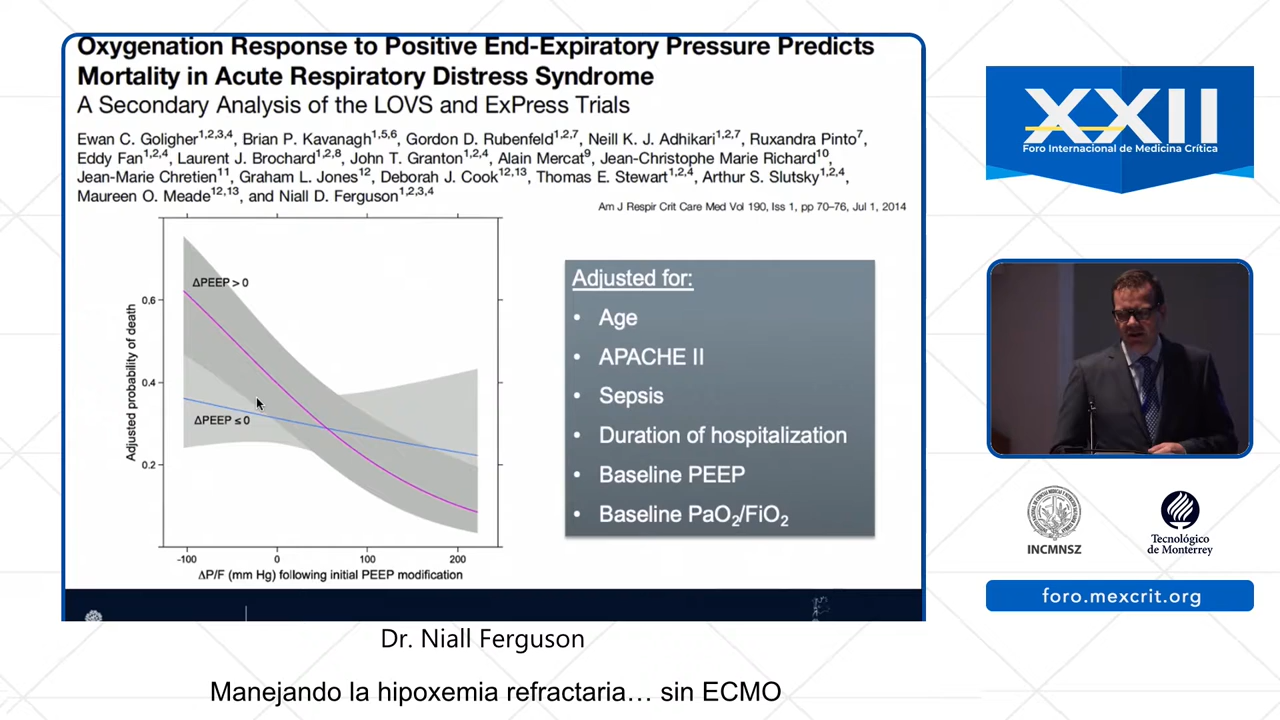 Oxygenation Response to Positive End-Expiratory Pressure Predicts
Mortality in Acute Respiratory Distress Syndrome
A Secondary Analysis of the LOVS and ExPress Trials
Ewan C. Goligher1,2,3,4, Brian P. Kavanagh1,5,6, Gordon D. Rubenfeld1,2,7, Neill K. J. Adhikari1,2,7, Ruxandra Pinto7,
Eddy Fan1,2,4, Laurent J. Brochard1,2,8, John T. Granton1,2,4, Alain Mercat9, Jean-Christophe Marie Richard10,
Jean-Marie Chretien11, Graham L. Jones12, Deborah J. Cook12,13, Thomas E. Stewart1,2,4, Arthur S. Slutsky1,2,4,
Maureen O. Meade12,13, and Niall D. Ferguson1,2,3,4
Am J Respir Crit Care Med Vol 190, Iss 1, pp 70–76, Jul 1, 2014
Adjusted probability of death
0.6
0.4
0.2
ΔPEEP > 0
ΔPEEP ≤ 0
-100
0
100
200
ΔP/F (mm Hg) following initial PEEP modification
Adjusted for:
• Age
• APACHE II
• Sepsis
• Duration of hospitalization
• Baseline PEEP
• Baseline PaO2/FiO2
XXII
Foro Internacional de Medicina Crítica
INCMNSZ
Tecnológico
de Monterrey
foro.mexcrit.org
Dr. Niall Ferguson
Manejando la hipoxemia refractaria… sin ECMO